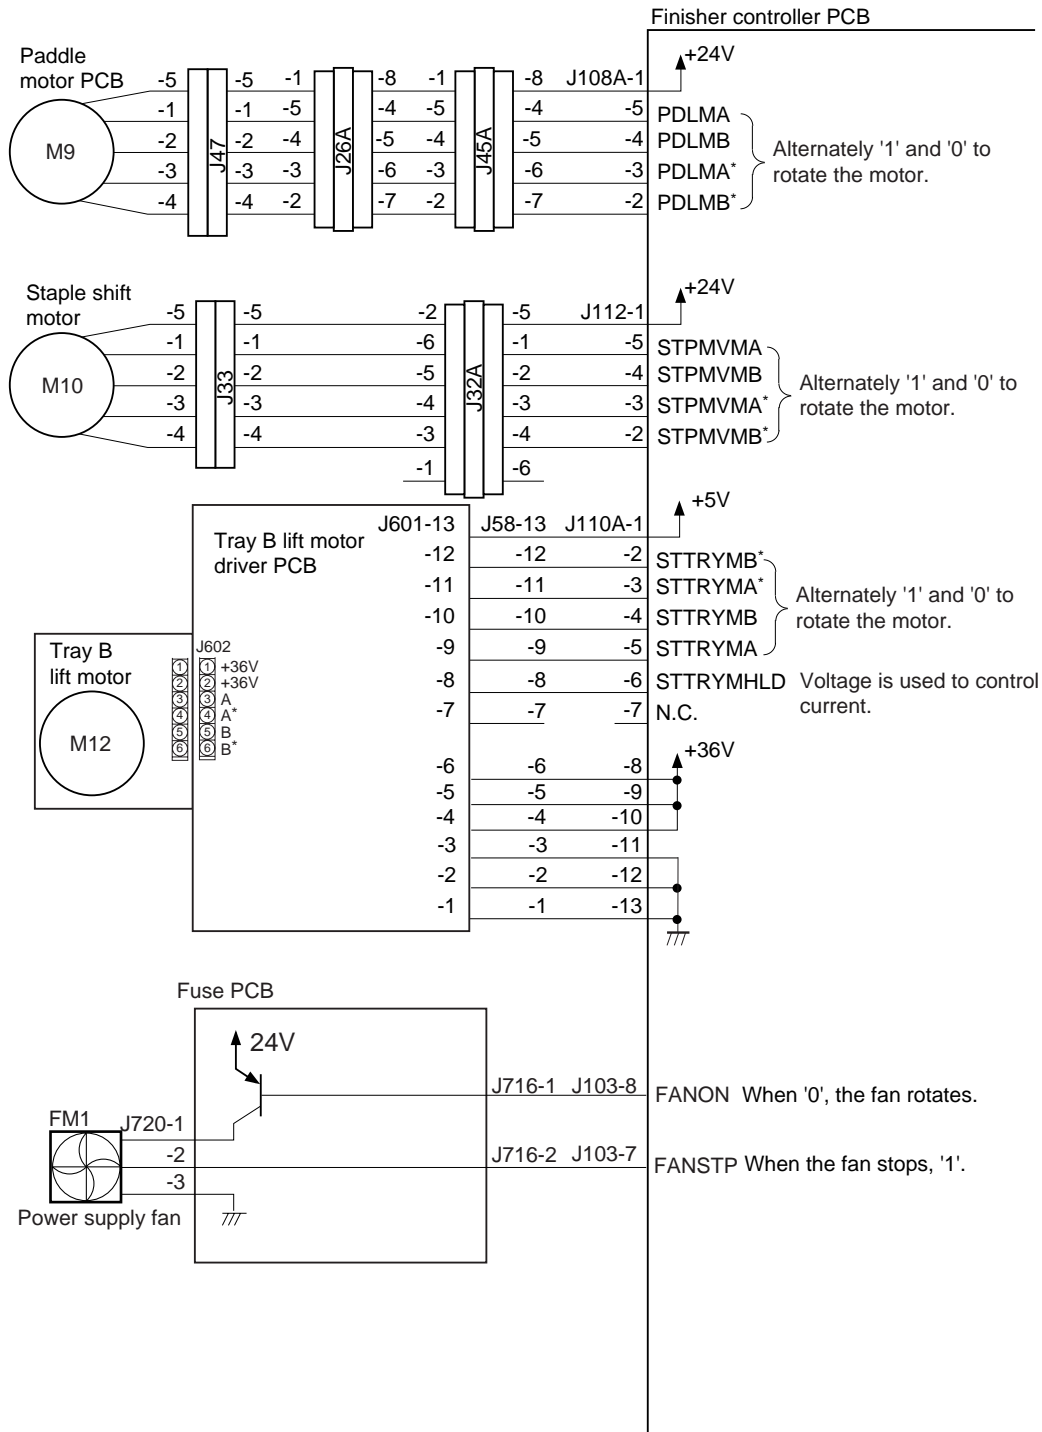 Finisher controller PCB
Paddle
motor PCB
-5 -5 -1 -8 -1 -8 J108A-1 +24V
-1 -1 -5 -4 -5 -4 -5 PDLMA
-2 -2 -4 -5 -4 -5 -4 PDLMB
-3 -3 -3 -6 -3 -6 -3 PDLMA*
-4 -4 -2 -7 -2 -7 -2 PDLMB*
M9
J47
J26A
J45A
Alternately '1' and '0' to
rotate the motor.
Staple shift
motor
-5 -5 -2 -5 J112-1 +24V
-1 -1 -6 -1 -5 STPMVMA
-2 -2 -5 -2 -4 STPMVMB
-3 -3 -4 -3 -3 STPMVMA*
-4 -4 -3 -4 -2 STPMVMB*
-1 -6
M10
J33
J32A
Alternately '1' and '0' to
rotate the motor.
Tray B lift motor
driver PCB
J601-13 J58-13 J110A-1 +5V
-12 -12 -2 STTRYMB*
-11 -11 -3 STTRYMA*
-10 -10 -4 STTRYMB
-9 -9 -5 STTRYMA
Alternately '1' and '0' to
rotate the motor.
-8 -8 -6 STTRYMHLD Voltage is used to control
current.
-7 -7 -7 N.C.
+36V
-6 -6 -8
-5 -5 -9
-4 -4 -10
-3 -3 -11
-2 -2 -12
-1 -1 -13
Tray B
lift motor
M12
J602
1 1 +36V
2 2 +36V
3 3 A
4 4 A*
5 5 B
6 6 B*
Fuse PCB
24V
J716-1 J103-8 FANON When '0', the fan rotates.
FM1 J720-1
-2 J716-2 J103-7 FANSTP When the fan stops, '1'.
-3
Power supply fan